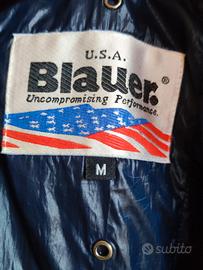 U.S.A.
Blauer.®
Uncompromising Performance.
M
subito